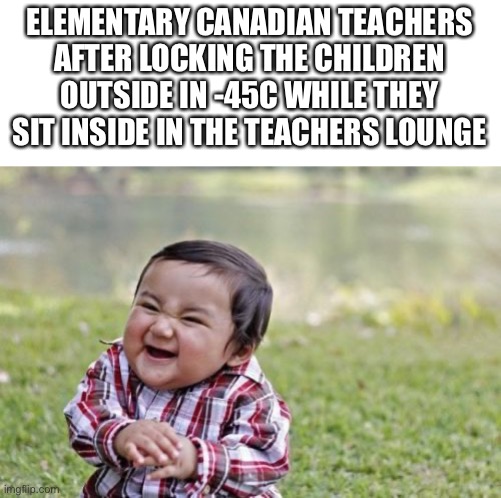 ELEMENTARY CANADIAN TEACHERS
AFTER LOCKING THE CHILDREN
OUTSIDE IN -45C WHILE THEY
SIT INSIDE IN THE TEACHERS LOUNGE
imgflip.com